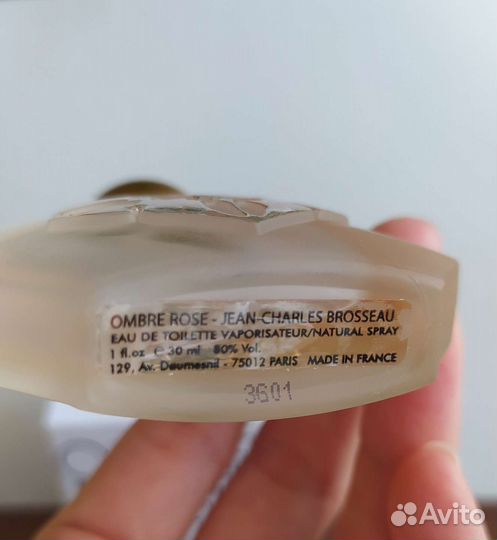 OMBRE ROSE - JEAN-CHARLES BROSSEAU
EAU DE TOILETTE VAPORISATEUR/NATURAL SPRAY
1 fl.oz ℮ 30 ml 80% Vol.
129, Av. Daumesnil - 75012 PARIS MADE IN FRANCE
3601
Avito